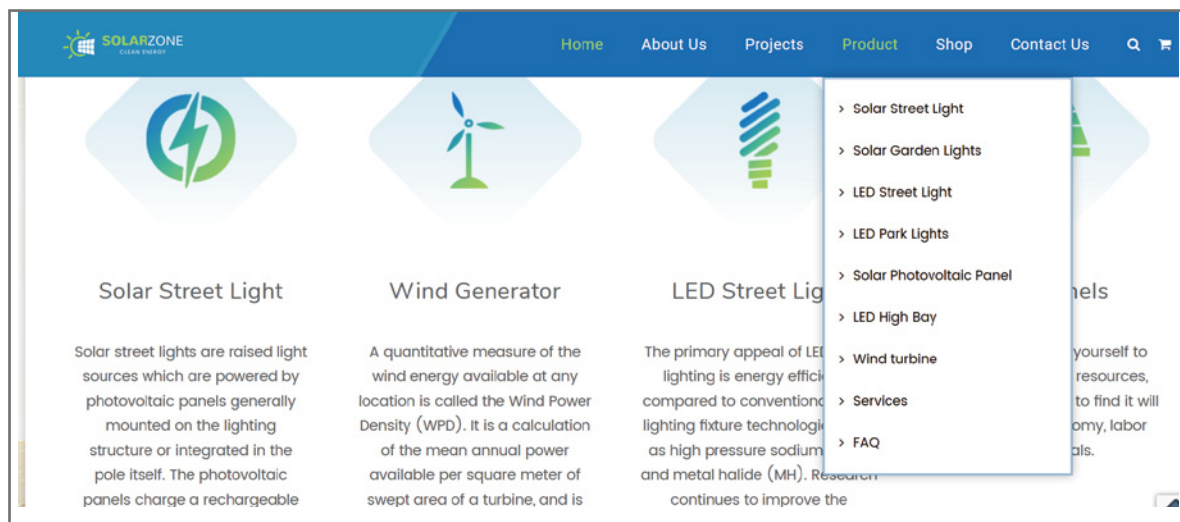 SOLARZONE
CLEAN ENERGY
Home About Us Projects Product Shop Contact Us
> Solar Street Light
> Solar Garden Lights
> LED Street Light
> LED Park Lights
> Solar Photovoltaic Panel
> LED High Bay
> Wind turbine
> Services
> FAQ
Solar Street Light
Solar street lights are raised light
sources which are powered by
photovoltaic panels generally
mounted on the lighting
structure or integrated in the
pole itself. The photovoltaic
panels charge a rechargeable
Wind Generator
A quantitative measure of the
wind energy available at any
location is called the Wind Power
Density (WPD). It is a calculation
of the mean annual power
available per square meter of
swept area of a turbine, and is
LED Street Lig
The primary appeal of LE
lighting is energy effici
compared to convention
lighting fixture technologi
as high pressure sodium
and metal halide (MH). Research
continues to improve the
nels
yourself to
resources,
to find it will
omy, labor
als.